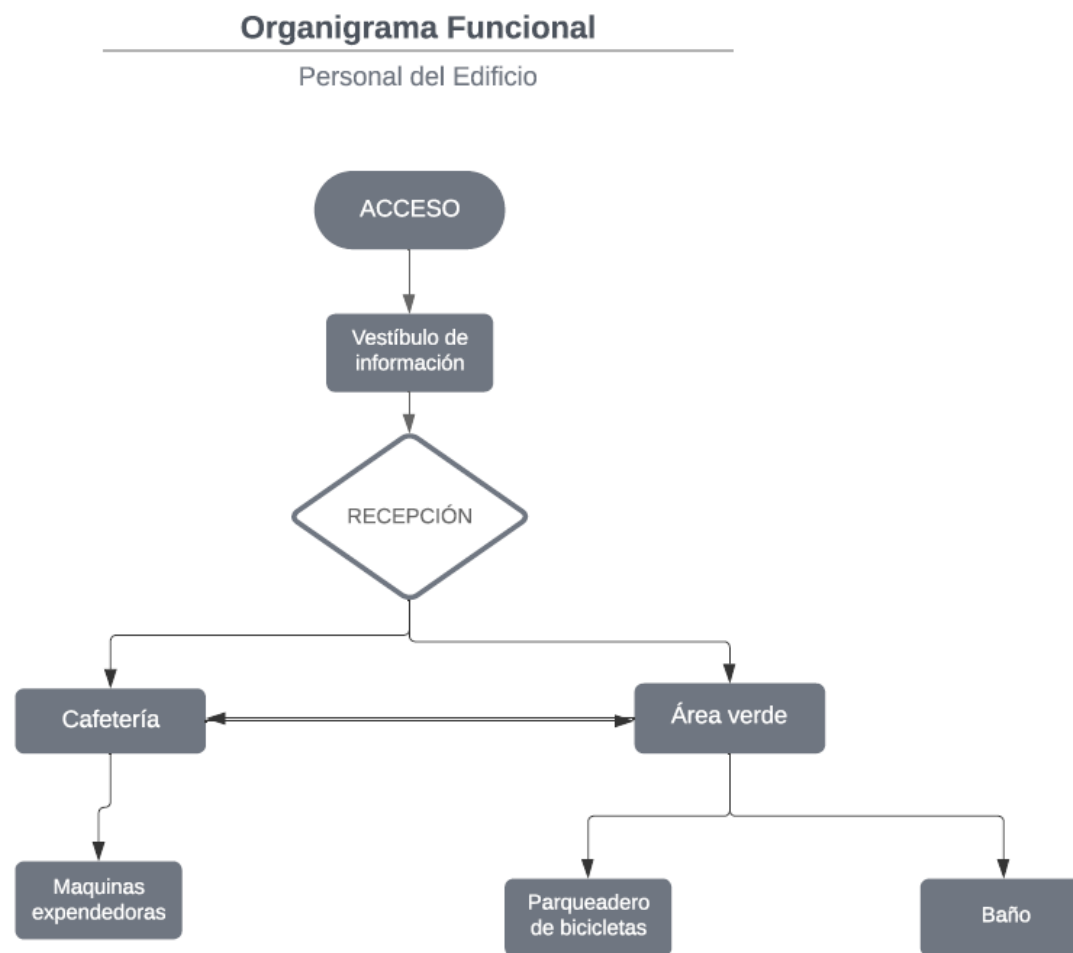 Organigrama Funcional
Personal del Edificio
ACCESO
Vestíbulo de
información
RECEPCIÓN
Cafetería
Área verde
Maquinas
expendedoras
Parqueadero
de bicicletas
Baño